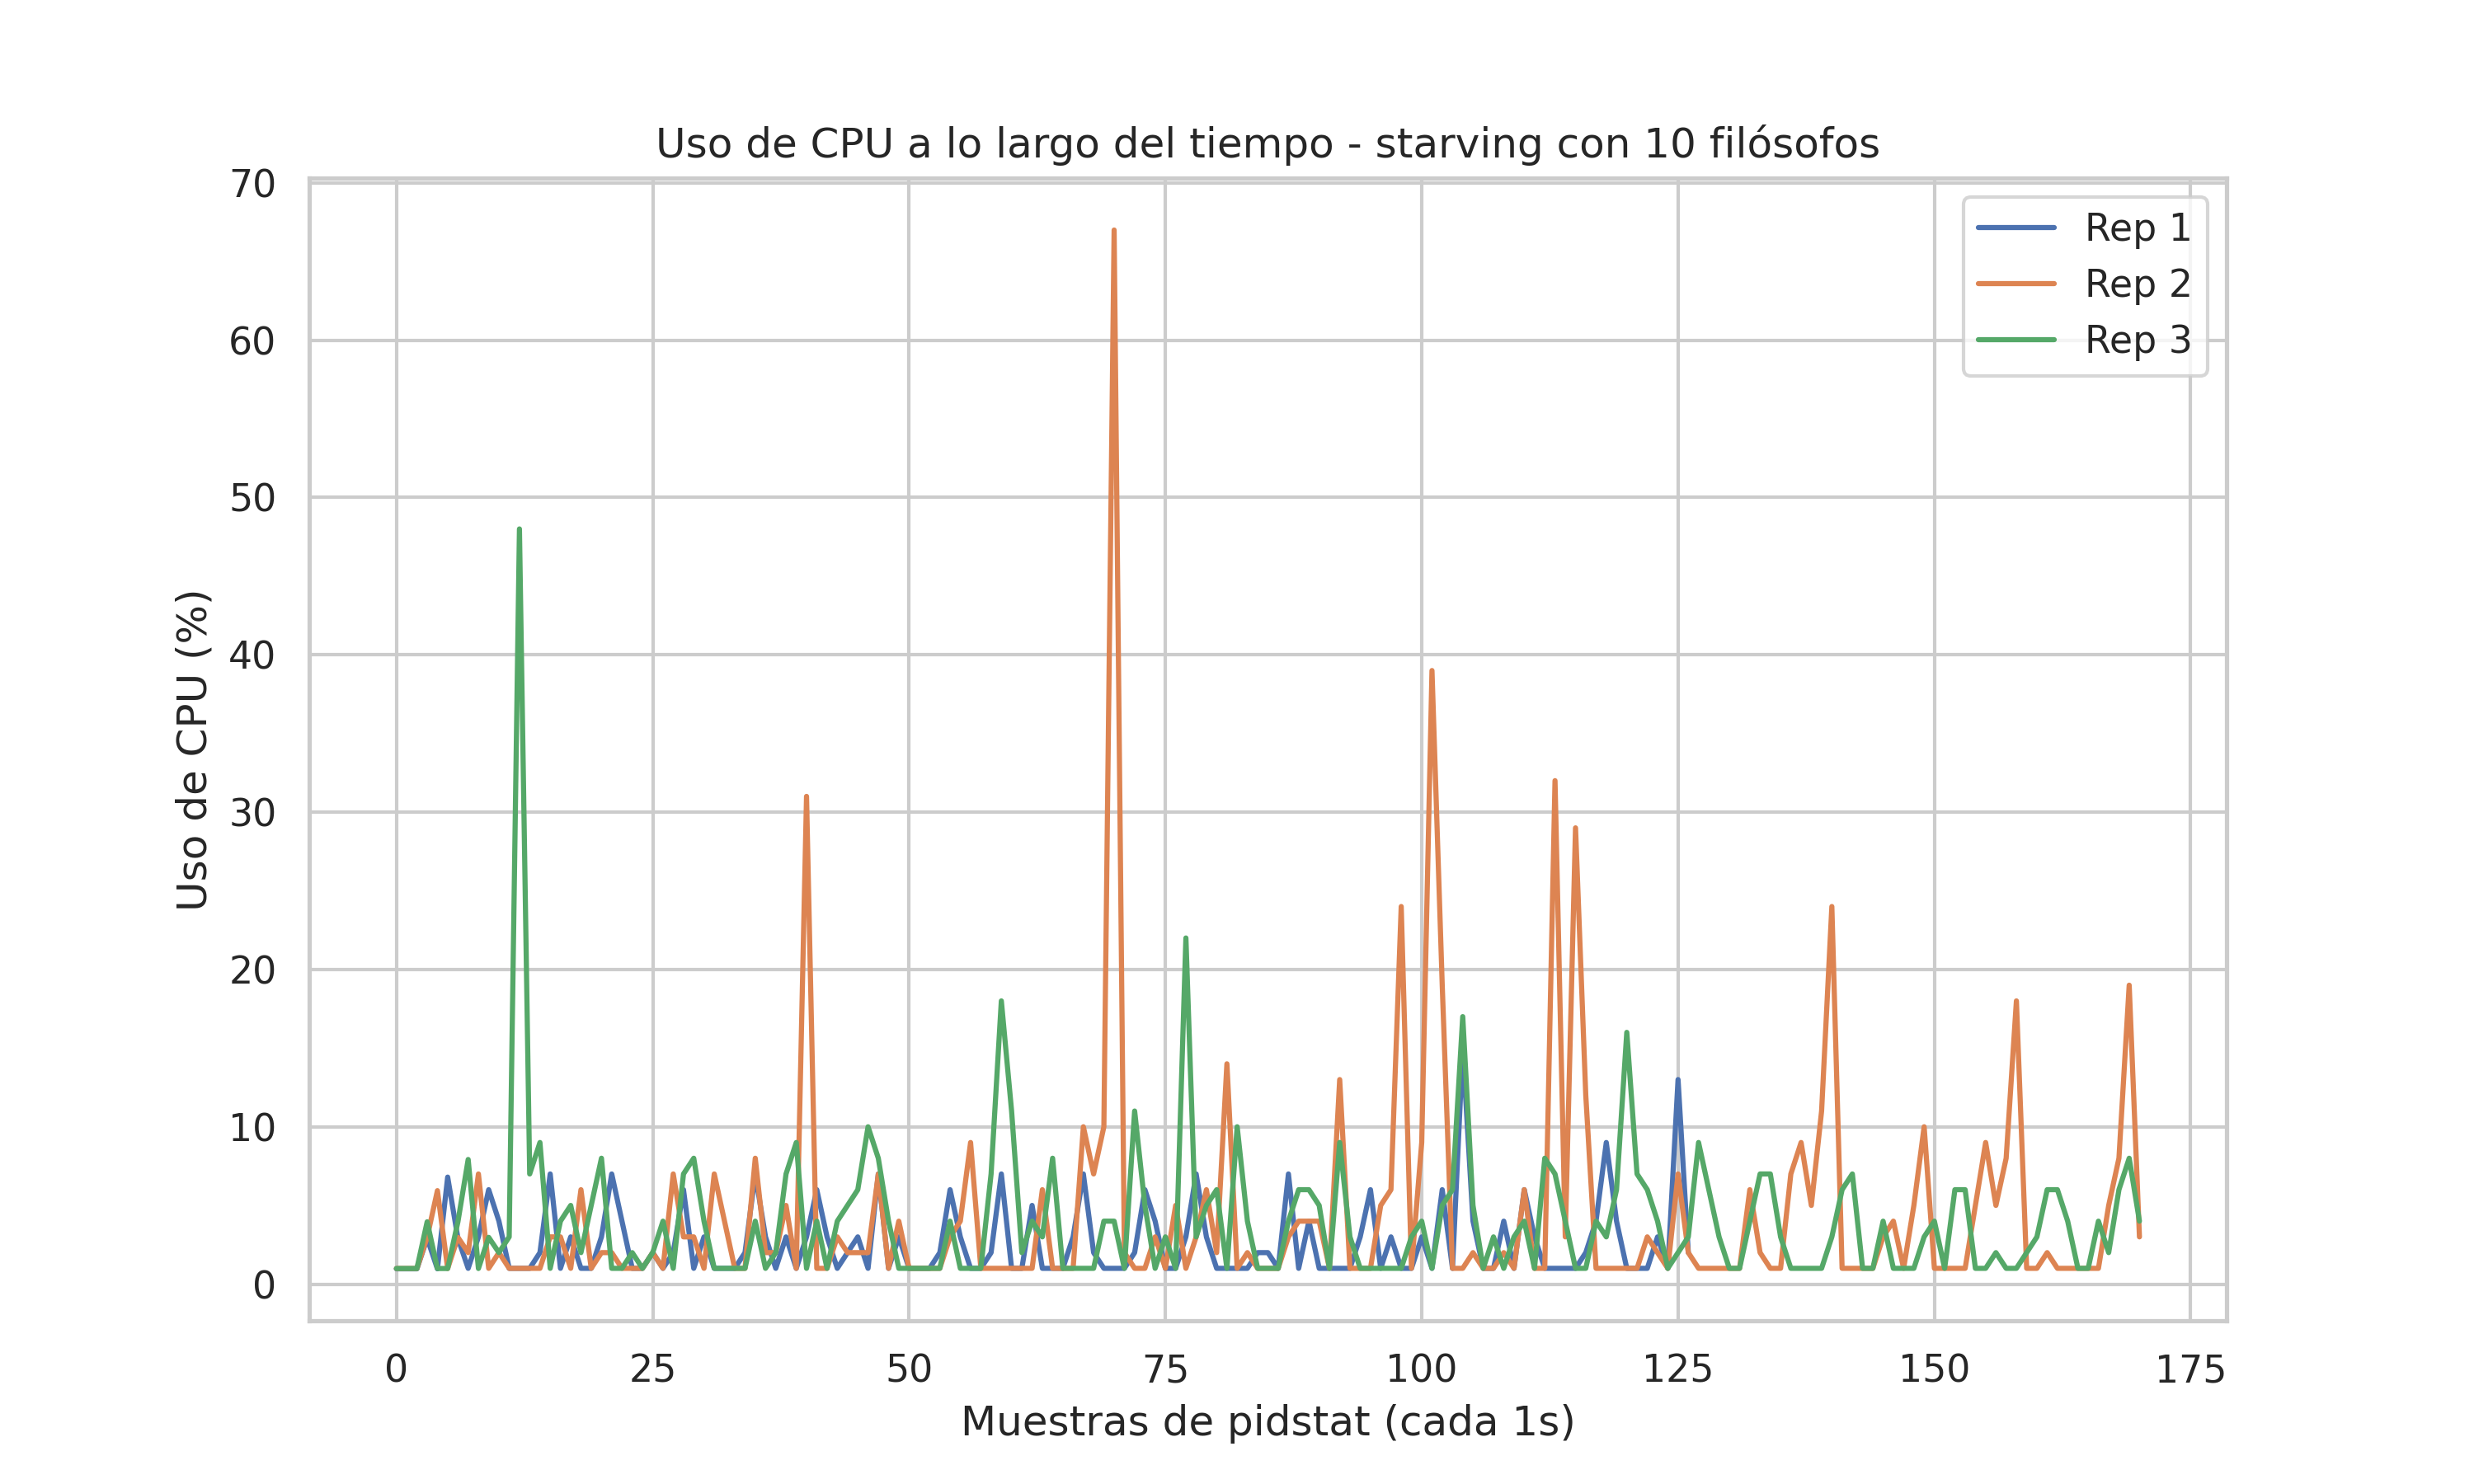 Uso de CPU a lo largo del tiempo - starving con 10 filósofos
70
60
50
40
30
20
10
0
Uso de CPU (%)
Rep 1
Rep 2
Rep 3
0 25 50 75 100 125 150 175
Muestras de pidstat (cada 1s)